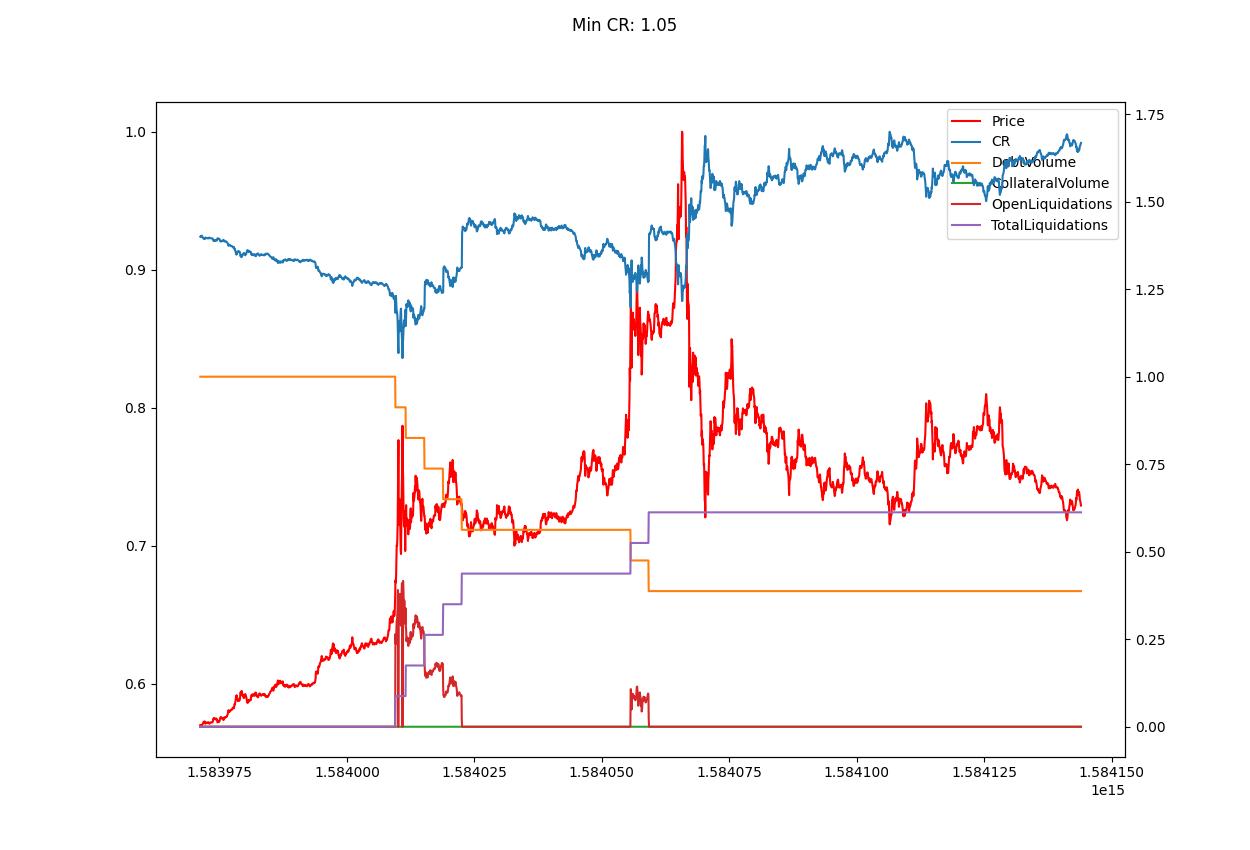 Min CR: 1.05
1.0
0.9
0.8
0.7
0.6
1.75
1.50
1.25
1.00
0.75
0.50
0.25
0.00
Price
CR
DebtVolume
CollateralVolume
OpenLiquidations
TotalLiquidations
1.583975 1.584000 1.584025 1.584050 1.584075 1.584100 1.584125 1.584150
1e15